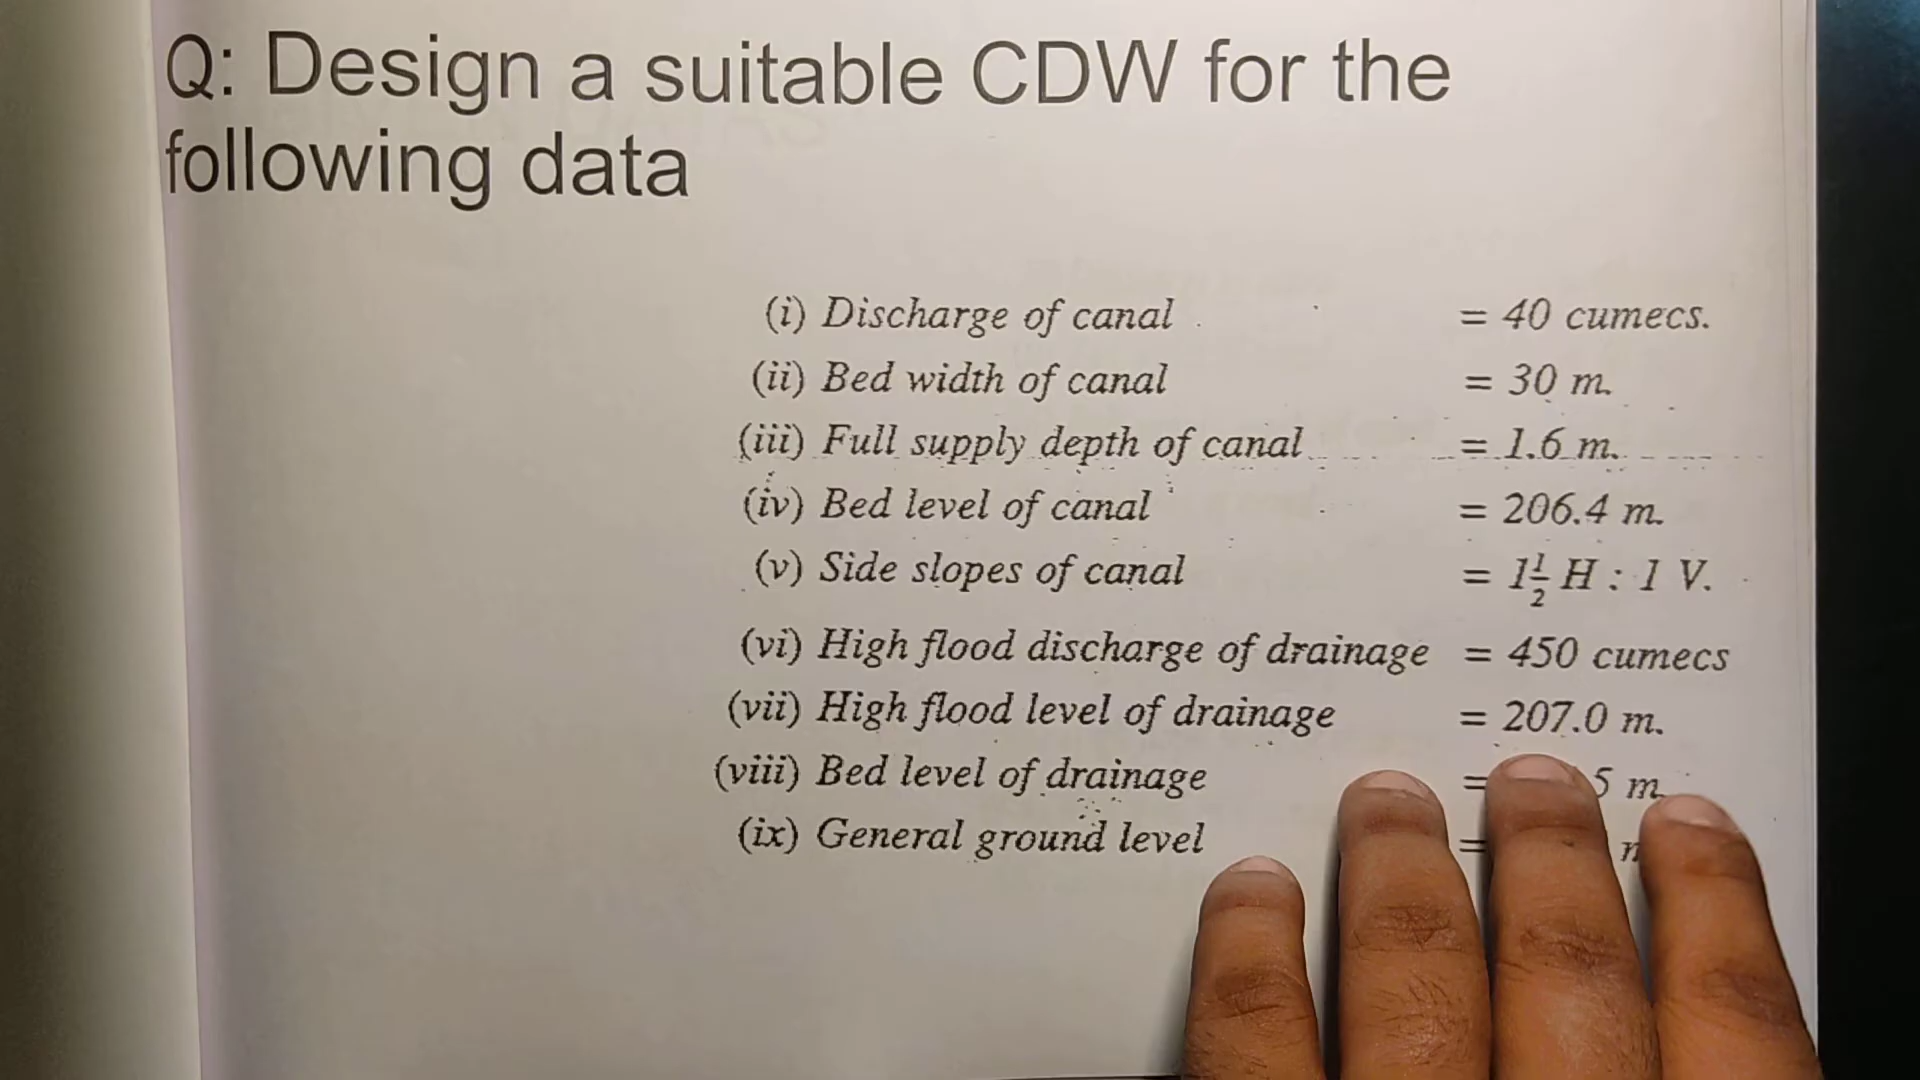 Q: Design a suitable CDW for the
following data
(i) Discharge of canal = 40 cumecs.
(ii) Bed width of canal = 30 m.
(iii) Full supply depth of canal = 1.6 m.
(iv) Bed level of canal = 206.4 m.
(v) Side slopes of canal = 1½ H : 1 V.
(vi) High flood discharge of drainage = 450 cumecs
(vii) High flood level of drainage = 207.0 m.
(viii) Bed level of drainage = 5 m.
(ix) General ground level =